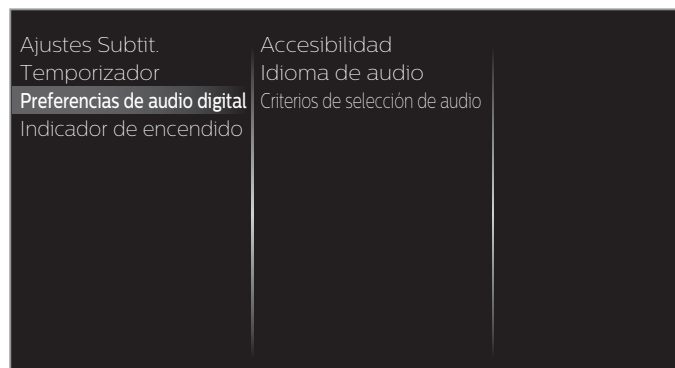 Ajustes Subtit.
Temporizador
Preferencias de audio digital
Indicador de encendido
Accesibilidad
Idioma de audio
Criterios de selección de audio